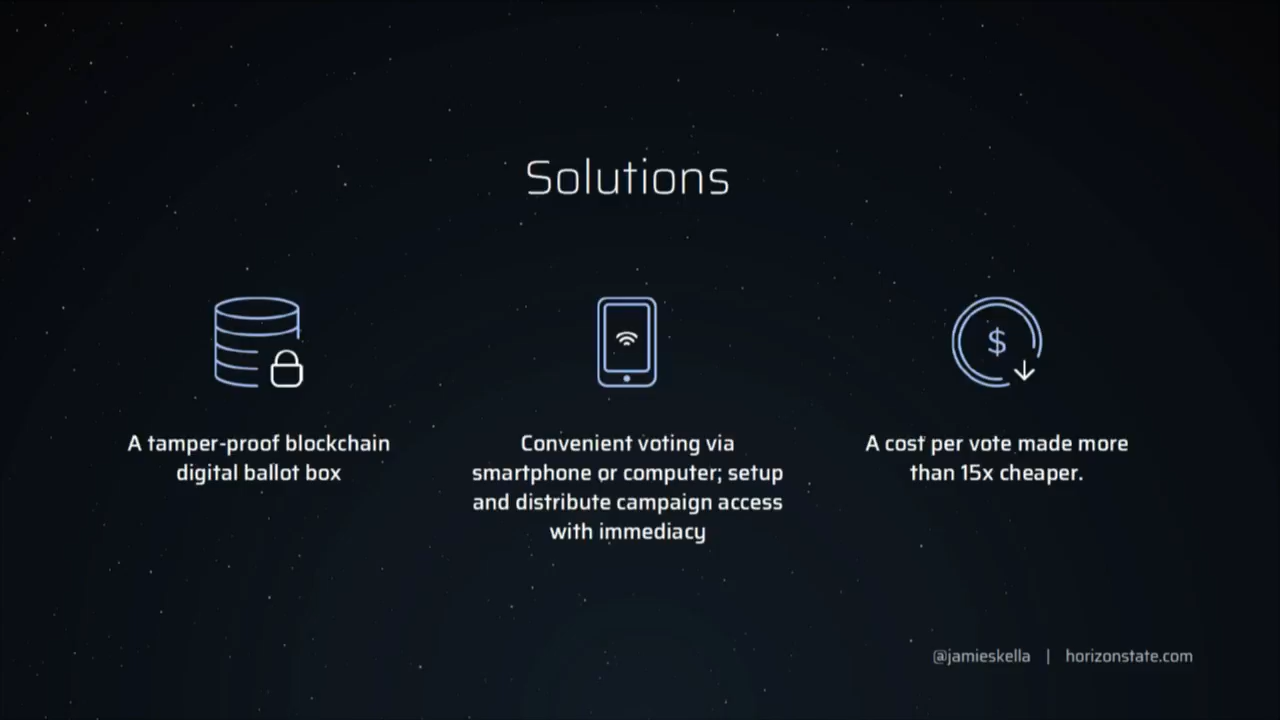 Solutions
$
A tamper-proof blockchain
digital ballot box
Convenient voting via
smartphone or computer; setup
and distribute campaign access
with immediacy
A cost per vote made more
than 15x cheaper.
@jamieskella | horizonstate.com